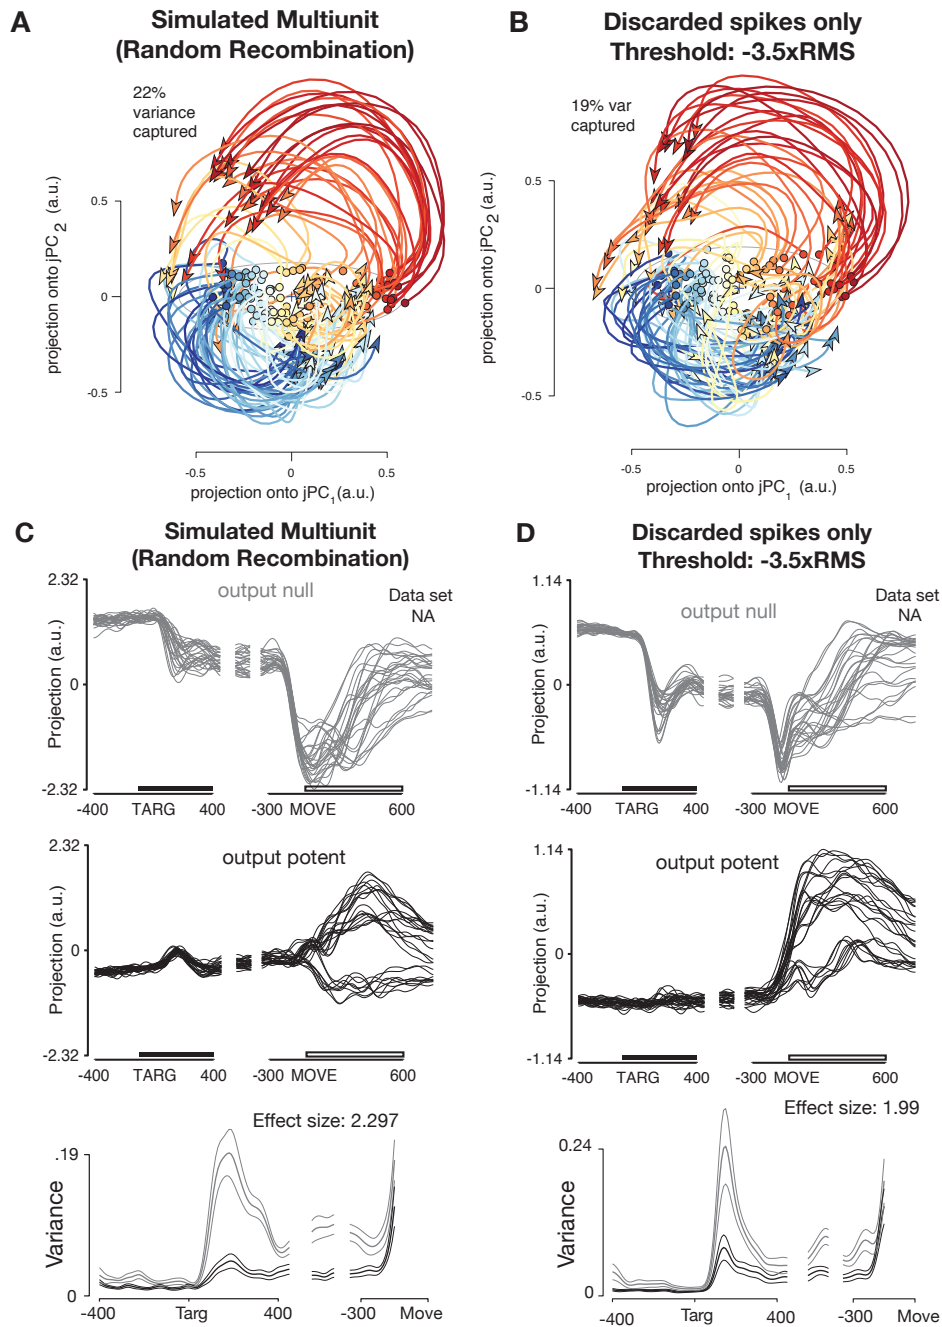 A
Simulated Multiunit
(Random Recombination)
22%
variance
captured
projection onto jPC2 (a.u.)
0.5
0
-0.5
-0.5
0
0.5
projection onto jPC1(a.u.)
B
Discarded spikes only
Threshold: -3.5xRMS
19% var
captured
projection onto jPC2 (a.u.)
0.5
0
-0.5
-0.5
0
0.5
projection onto jPC1 (a.u.)
C
Simulated Multiunit
(Random Recombination)
output null
Data set
NA
Projection (a.u.)
2.32
0
-2.32
-400
TARG
400
-300
MOVE
600
output potent
Projection (a.u.)
2.32
0
-2.32
-400
TARG
400
-300
MOVE
600
Effect size: 2.297
Variance
.19
0
-400
Targ
400
-300
Move
D
Discarded spikes only
Threshold: -3.5xRMS
output null
Data set
NA
Projection (a.u.)
1.14
0
-1.14
-400
TARG
400
-300
MOVE
600
output potent
Projection (a.u.)
1.14
0
-1.14
-400
TARG
400
-300
MOVE
600
Effect size: 1.99
Variance
0.24
0
-400
Targ
400
-300
Move